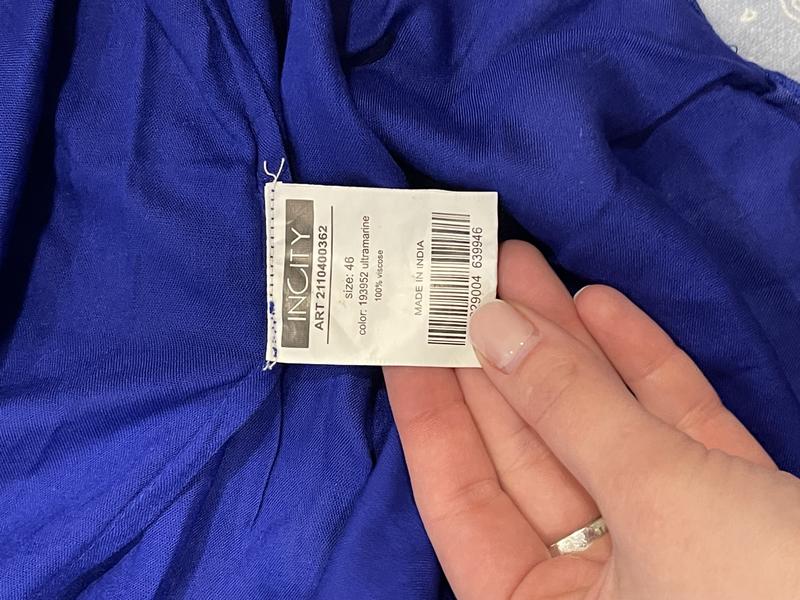 INCITY
ART 2110400362
size: 46
color: 193952 ultramarine
100% viscose
MADE IN INDIA
29004 639946